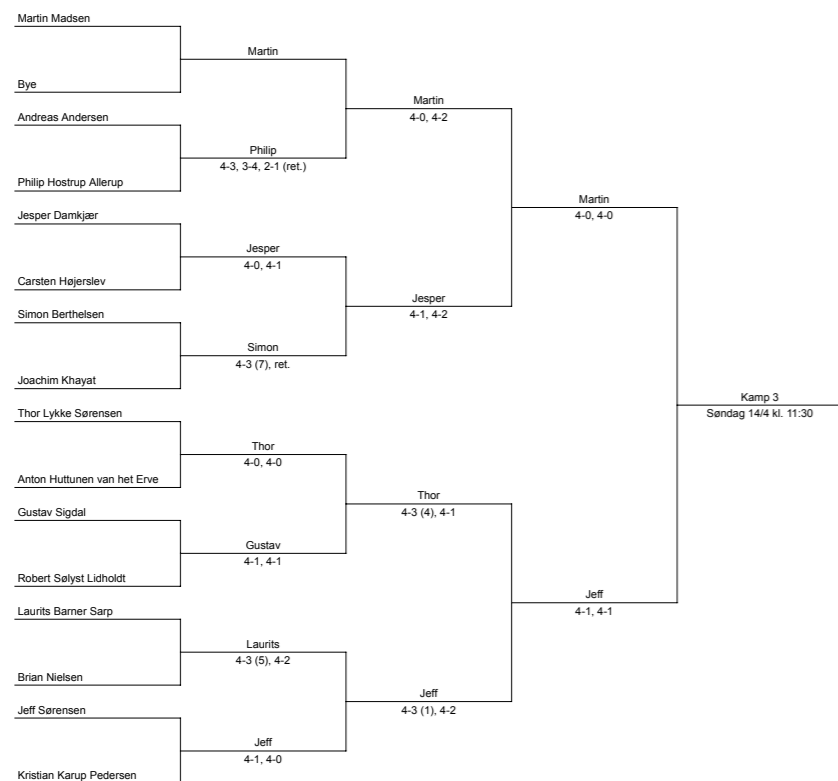 Martin Madsen
Martin
Bye
Martin
4-0, 4-2
Andreas Andersen
Philip
4-3, 3-4, 2-1 (ret.)
Philip Hostrup Allerup
Martin
4-0, 4-0
Jesper Damkjær
Jesper
4-0, 4-1
Carsten Højerslev
Jesper
4-1, 4-2
Simon Berthelsen
Simon
4-3 (7), ret.
Joachim Khayat
Kamp 3
Søndag 14/4 kl. 11:30
Thor Lykke Sørensen
Thor
4-0, 4-0
Anton Huttunen van het Erve
Thor
4-3 (4), 4-1
Gustav Sigdal
Gustav
4-1, 4-1
Robert Sølyst Lidholdt
Jeff
4-1, 4-1
Laurits Barner Sarp
Laurits
4-3 (5), 4-2
Brian Nielsen
Jeff
4-3 (1), 4-2
Jeff Sørensen
Jeff
4-1, 4-0
Kristian Karup Pedersen